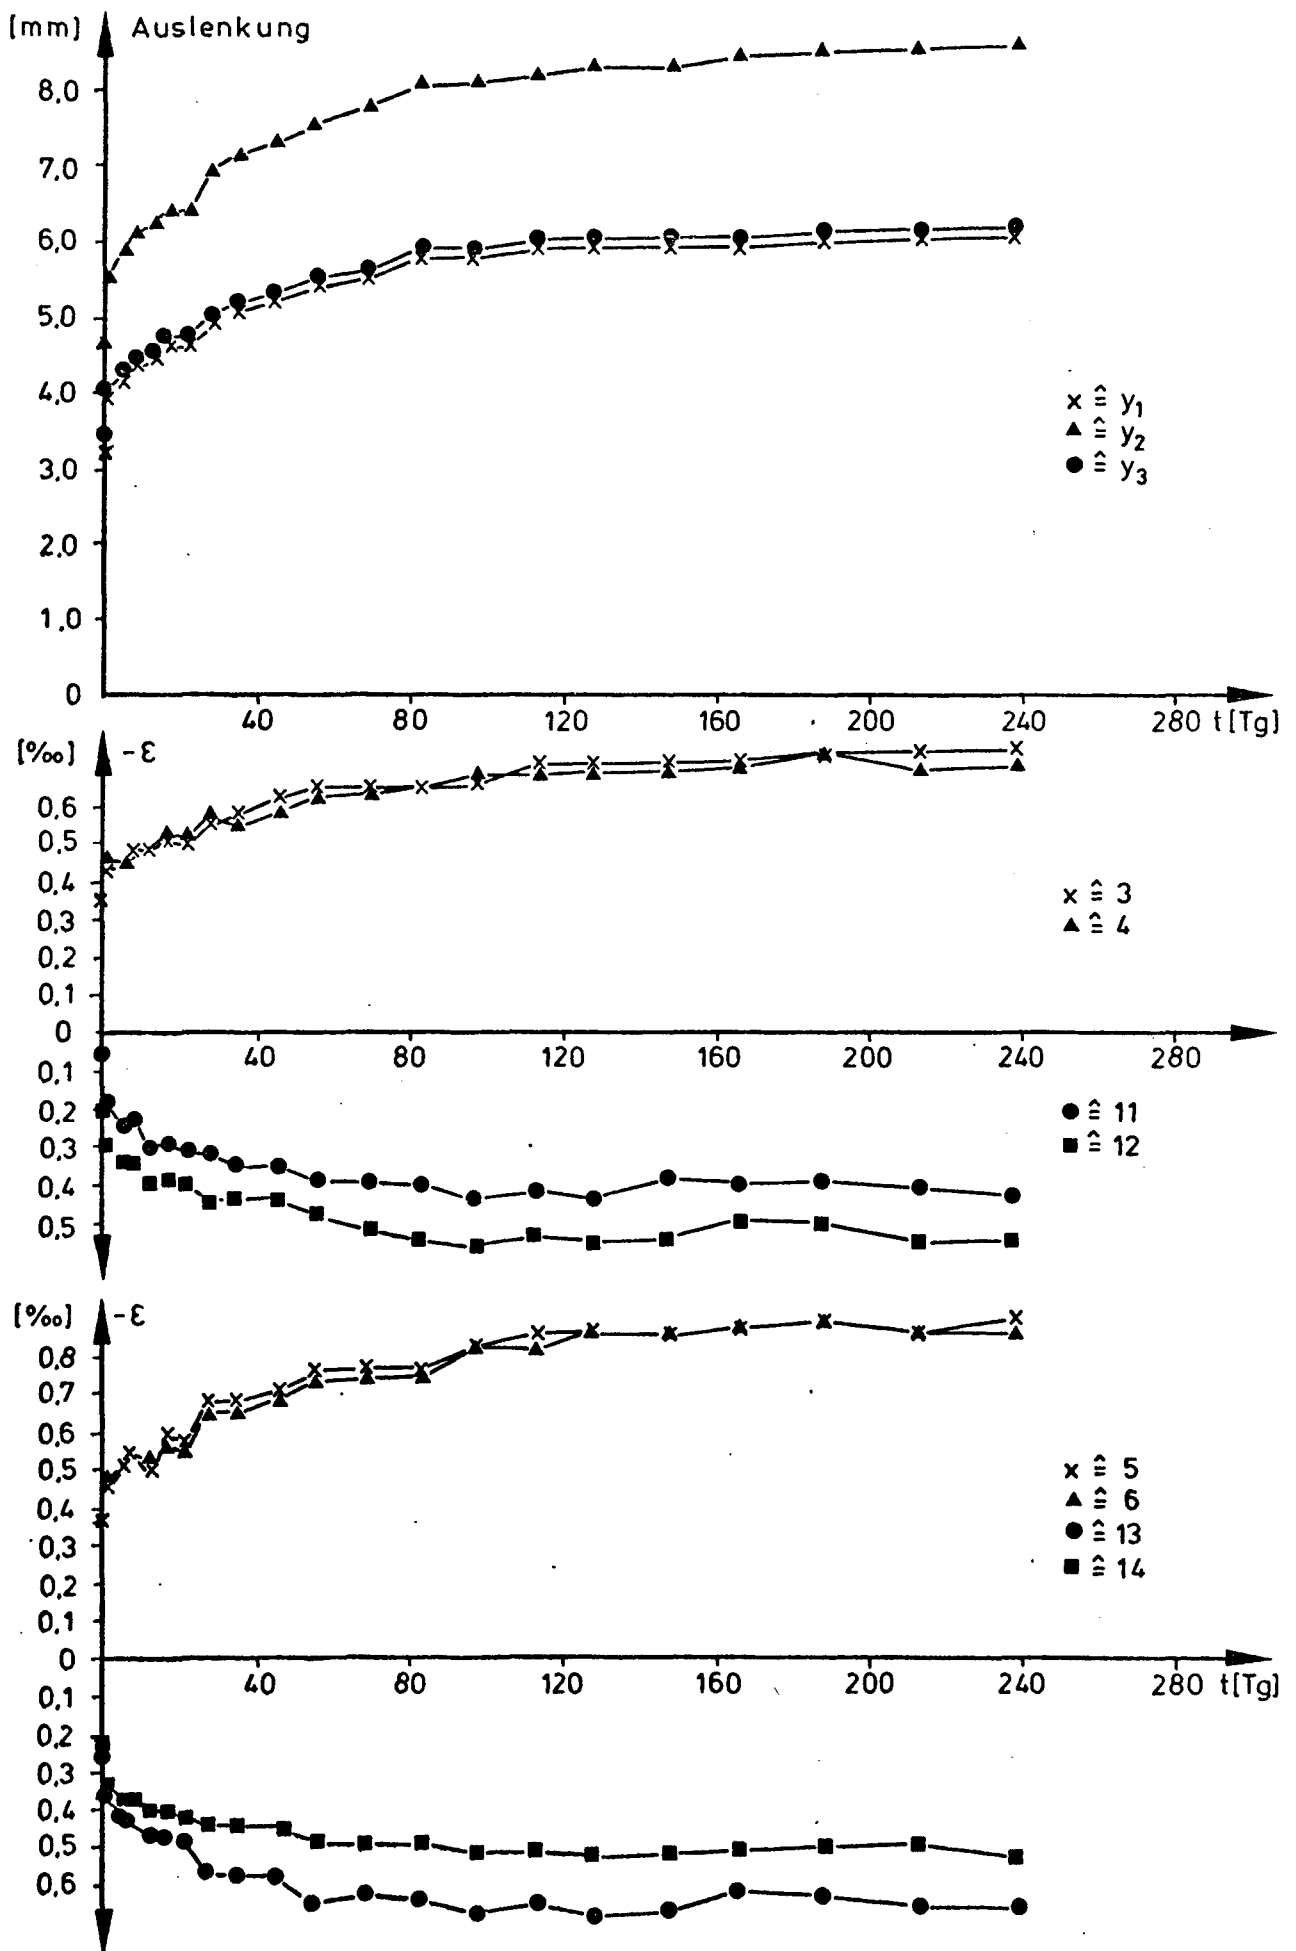 [mm] Auslenkung
8,0
7,0
6,0
5,0
4,0
3,0
2,0
1,0
0
40 80 120 160 200 240 280 t [Tg]
x ≙ y₁
▲ ≙ y₂
● ≙ y₃
[‰] -ε
0,6
0,5
0,4
0,3
0,2
0,1
0
x ≙ 3
▲ ≙ 4
40 80 120 160 200 240 280
0,1
0,2
0,3
0,4
0,5
● ≙ 11
■ ≙ 12
[‰] -ε
0,8
0,7
0,6
0,5
0,4
0,3
0,2
0,1
0
x ≙ 5
▲ ≙ 6
● ≙ 13
■ ≙ 14
40 80 120 160 200 240 280 t [Tg]
0,1
0,2
0,3
0,4
0,5
0,6